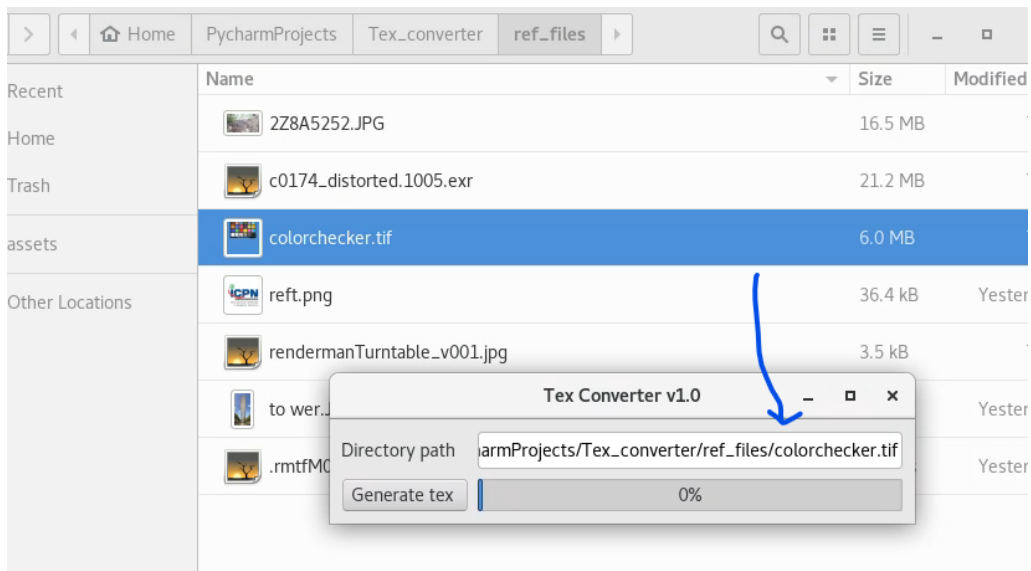 Home PycharmProjects Tex_converter ref_files
Name Size Modified
Recent
Home
Trash
assets
Other Locations
2Z8A5252.JPG 16.5 MB
c0174_distorted.1005.exr 21.2 MB
colorchecker.tif 6.0 MB
iCPN
reft.png 36.4 kB Yester
rendermanTurntable_v001.jpg 3.5 kB
to wer.J Yester
.rmtfM0 Yester
Tex Converter v1.0
Directory path armProjects/Tex_converter/ref_files/colorchecker.tif
Generate tex 0%